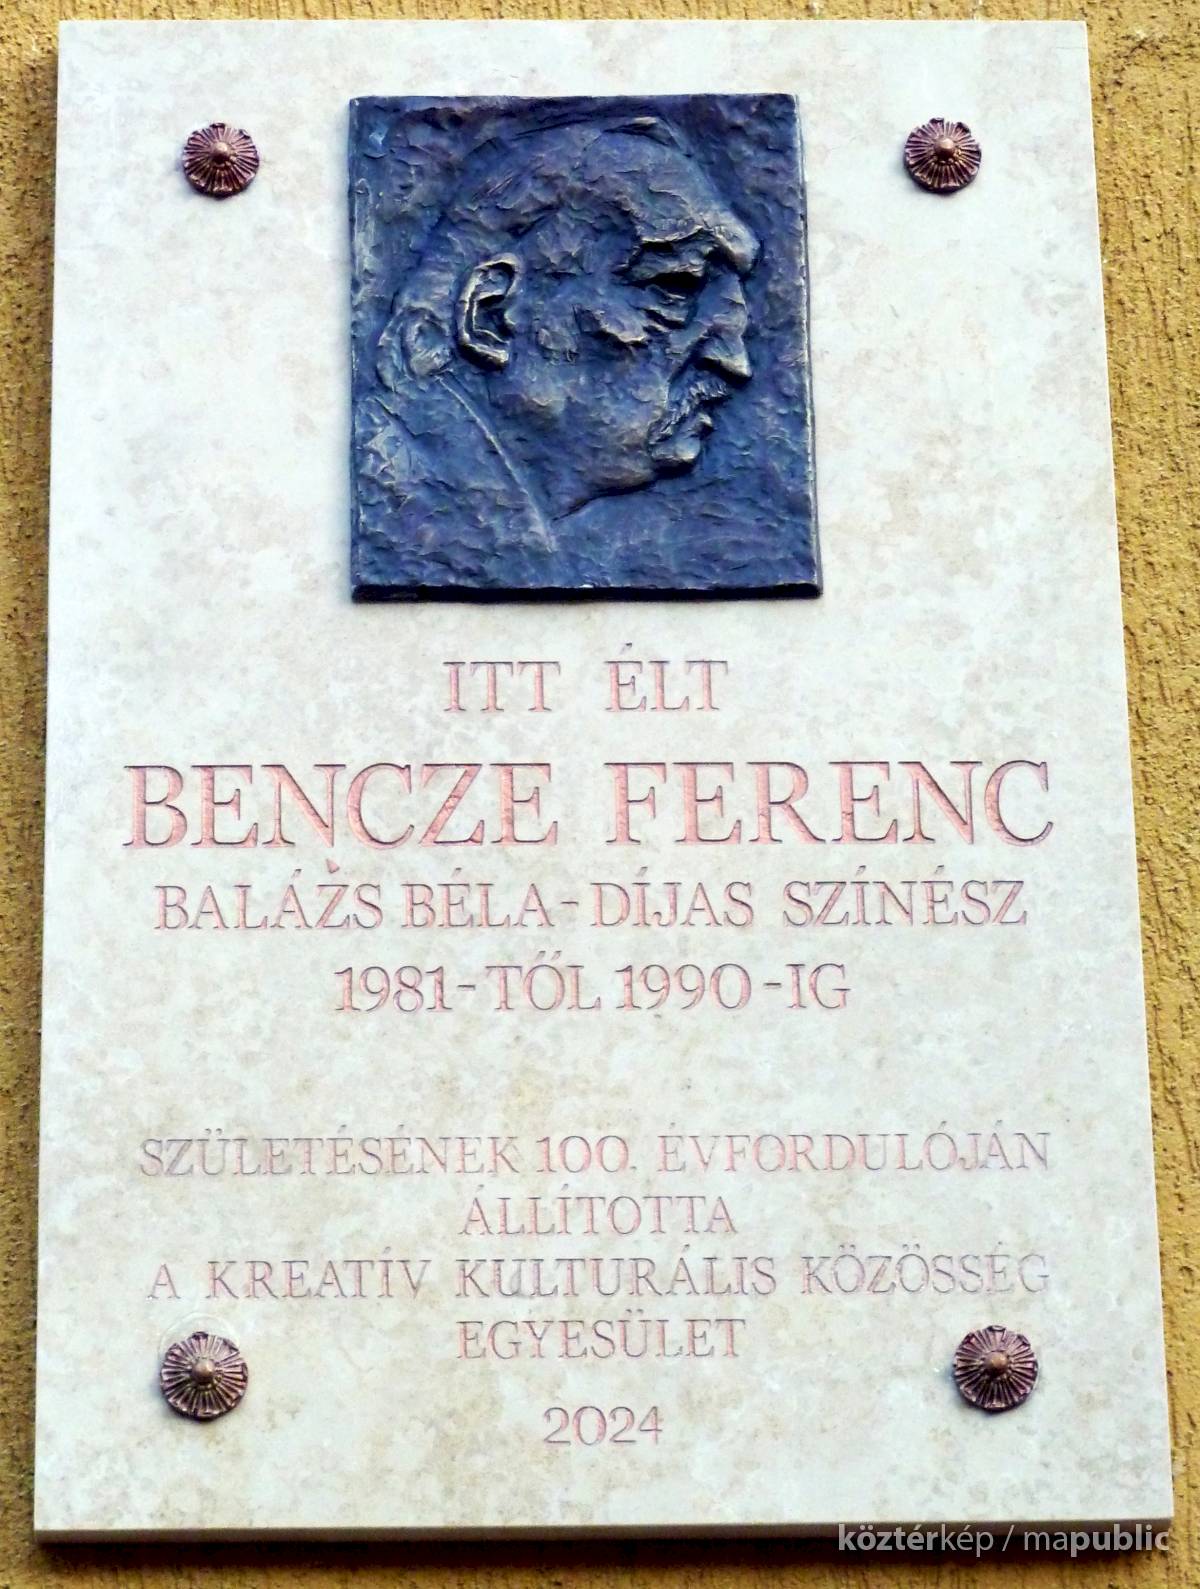 ITT ÉLT
BENCZE FERENC
BALÁZS BÉLA-DÍJAS SZÍNÉSZ
1981-TŐL 1990-IG
SZÜLETÉSÉNEK 100. ÉVFORDULÓJÁN
ÁLLÍTOTTA
A KREATÍV KULTURÁLIS KÖZÖSSÉG
EGYESÜLET
2024
köztérkép / mapublic